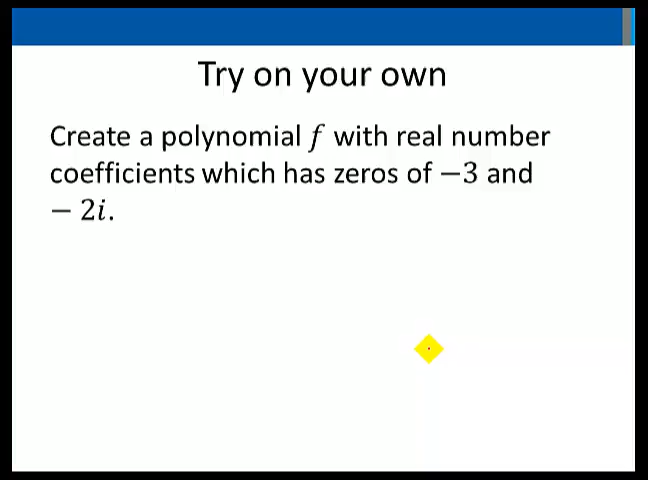 Try on your own
Create a polynomial f with real number
coefficients which has zeros of −3 and
− 2i.